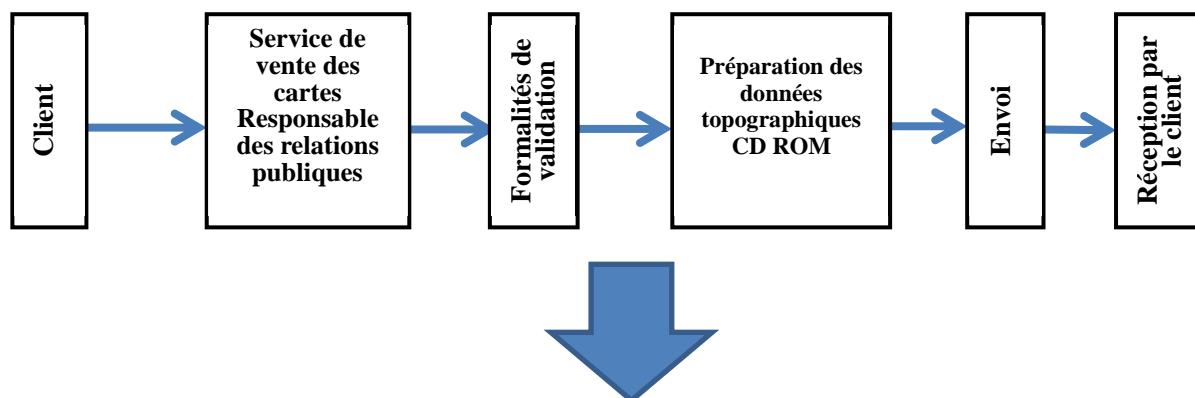 Client
Service de
vente des
cartes
Responsable
des relations
publiques
Formalités de
validation
Préparation des
données
topographiques
CD ROM
Envoi
Réception par
le client